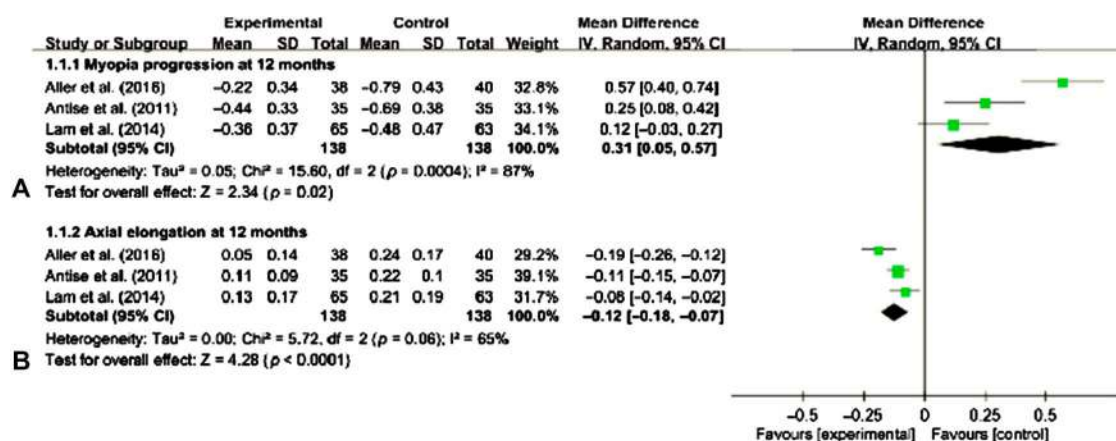 Experimental Control Mean Difference Mean Difference
Study or Subgroup Mean SD Total Mean SD Total Weight IV, Random, 95% CI IV, Random, 95% CI
1.1.1 Myopia progression at 12 months
Aller et al. (2016) −0.22 0.34 38 −0.79 0.43 40 32.8% 0.57 [0.40, 0.74]
Antise et al. (2011) −0.44 0.33 35 −0.69 0.38 35 33.1% 0.25 [0.08, 0.42]
Lam et al. (2014) −0.36 0.37 65 −0.48 0.47 63 34.1% 0.12 [−0.03, 0.27]
Subtotal (95% CI) 138 138 100.0% 0.31 [0.05, 0.57]
Heterogeneity: Tau² = 0.05; Chi² = 15.60, df = 2 (p = 0.0004); I² = 87%
A Test for overall effect: Z = 2.34 (p = 0.02)
1.1.2 Axial elongation at 12 months
Aller et al. (2016) 0.05 0.14 38 0.24 0.17 40 29.2% −0.19 [−0.26, −0.12]
Antise et al. (2011) 0.11 0.09 35 0.22 0.1 35 39.1% −0.11 [−0.15, −0.07]
Lam et al. (2014) 0.13 0.17 65 0.21 0.19 63 31.7% −0.08 [−0.14, −0.02]
Subtotal (95% CI) 138 138 100.0% −0.12 [−0.18, −0.07]
Heterogeneity: Tau² = 0.00; Chi² = 5.72, df = 2 (p = 0.06); I² = 65%
B Test for overall effect: Z = 4.28 (p < 0.0001)
−0.5 −0.25 0 0.25 0.5
Favours [experimental] Favours [control]